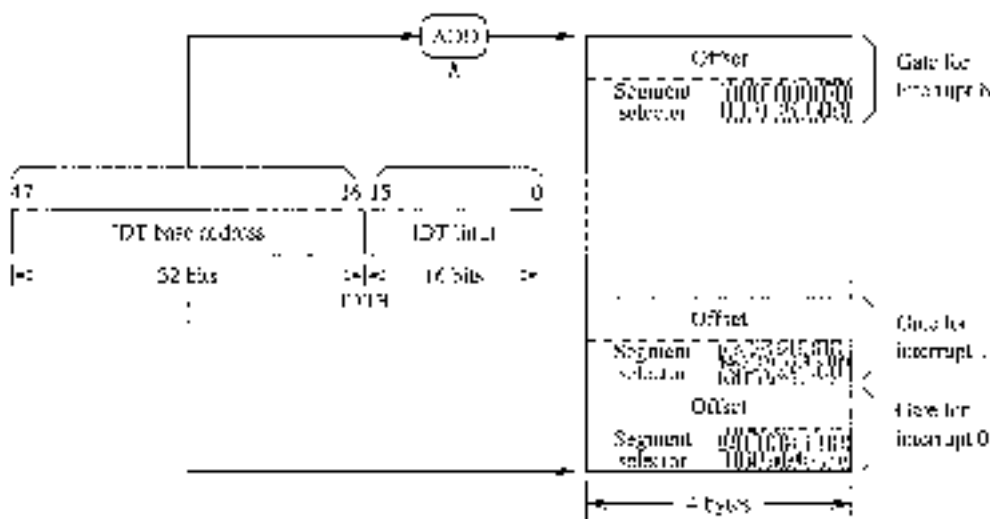 ADD
Offset
Gate for
Segment
selector
interrupt
47
16 15
0
IDT base address
IDT limit
32 bits
16 bits
IDTR
Offset
Gate for
Segment
selector
interrupt
Offset
Gate for
Segment
selector
interrupt 0
4 bytes